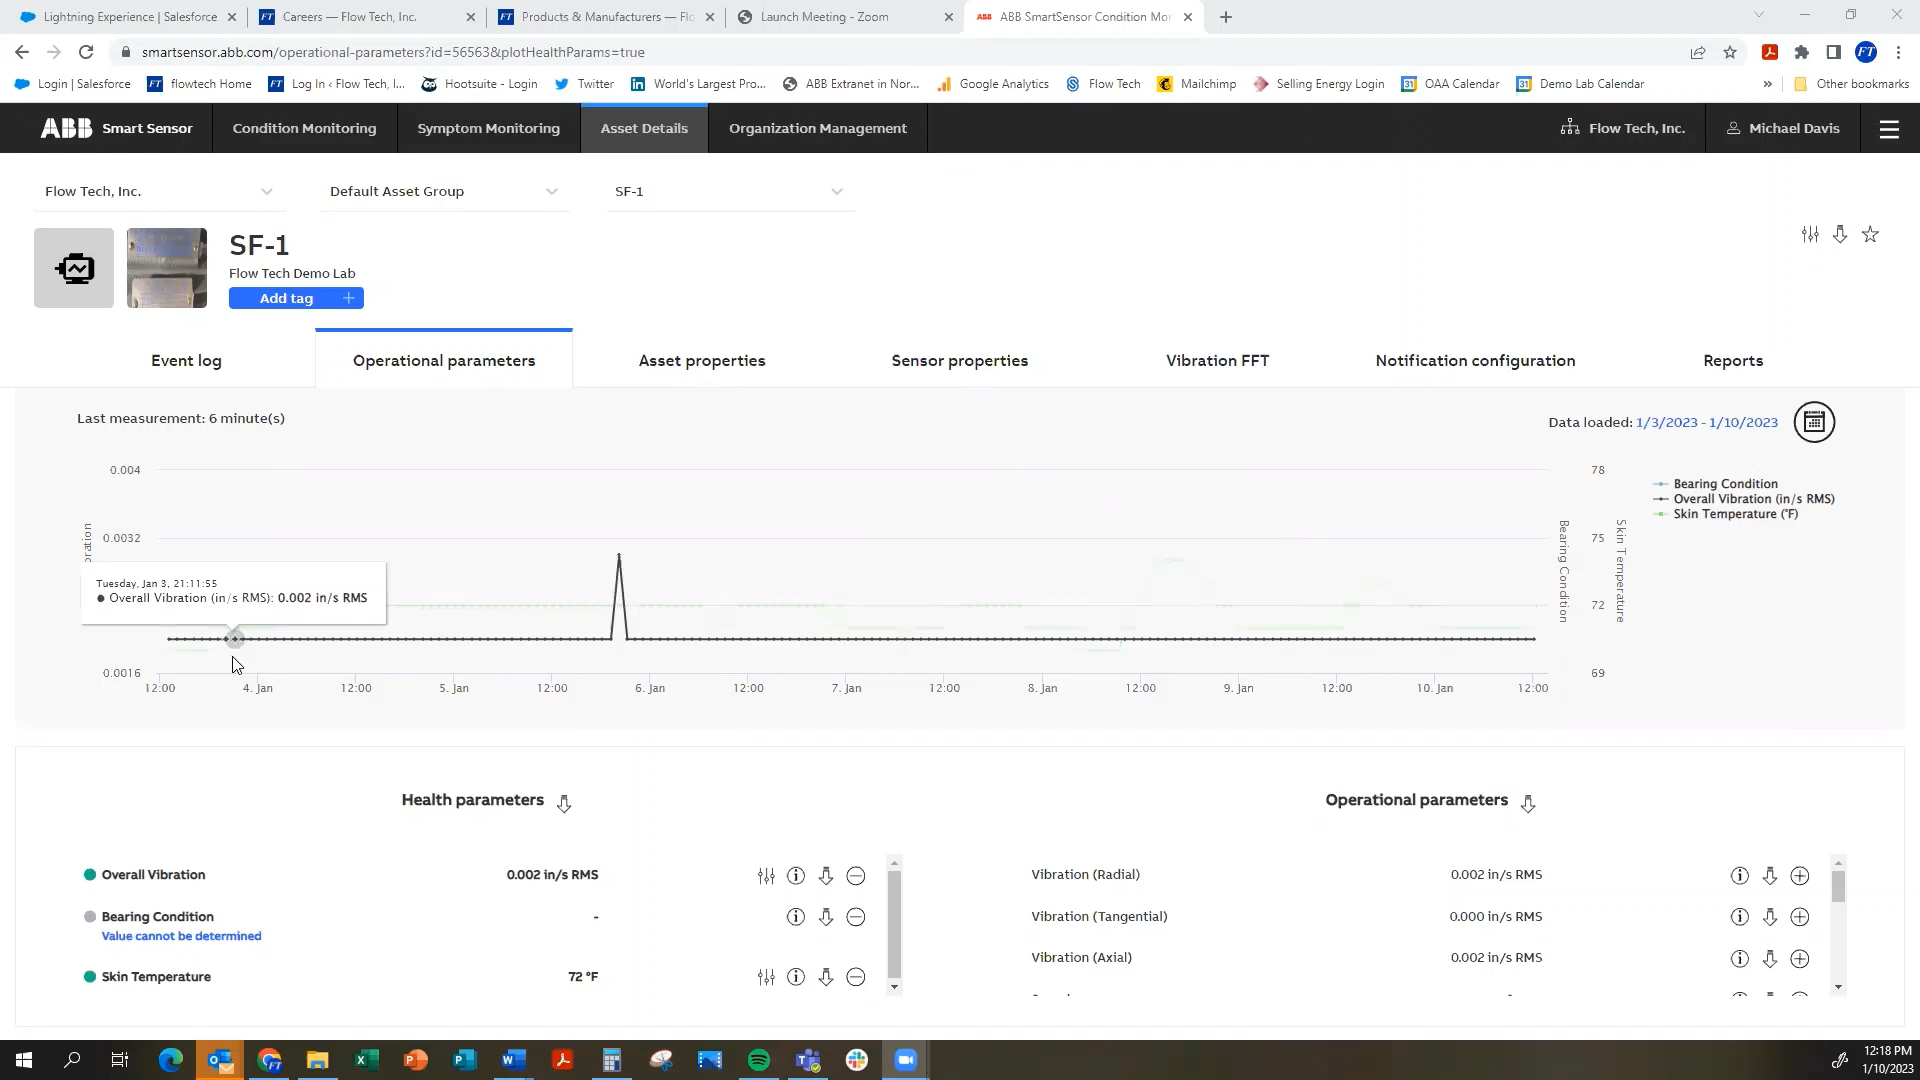 Lightning Experience | Salesforce
Careers — Flow Tech, Inc.
Products & Manufacturers — Flo
Launch Meeting - Zoom
ABB SmartSensor Condition Mor
smartsensor.abb.com/operational-parameters?id=56563&plotHealthParams=true
Login | Salesforce
flowtech Home
Log In ‹ Flow Tech, I...
Hootsuite - Login
Twitter
World's Largest Pro...
ABB Extranet in Nor...
Google Analytics
Flow Tech
Mailchimp
Selling Energy Login
OAA Calendar
Demo Lab Calendar
»
Other bookmarks
ABB Smart Sensor
Condition Monitoring
Symptom Monitoring
Asset Details
Organization Management
Flow Tech, Inc.
Michael Davis
Flow Tech, Inc.
Default Asset Group
SF-1
SF-1
Flow Tech Demo Lab
Add tag +
Event log
Operational parameters
Asset properties
Sensor properties
Vibration FFT
Notification configuration
Reports
Last measurement: 6 minute(s)
Data loaded: 1/3/2023 - 1/10/2023
0.004
0.0032
0.0016
78
75
72
69
Bearing Condition
Skin Temperature
Bearing Condition
Overall Vibration (in/s RMS)
Skin Temperature (°F)
Tuesday, Jan 3, 21:11:55
Overall Vibration (in/s RMS): 0.002 in/s RMS
12:00 4. Jan 12:00 5. Jan 12:00 6. Jan 12:00 7. Jan 12:00 8. Jan 12:00 9. Jan 12:00 10. Jan 12:00
Health parameters
Overall Vibration 0.002 in/s RMS
Bearing Condition -
Value cannot be determined
Skin Temperature 72 °F
Operational parameters
Vibration (Radial) 0.002 in/s RMS
Vibration (Tangential) 0.000 in/s RMS
Vibration (Axial) 0.002 in/s RMS
12:18 PM
1/10/2023